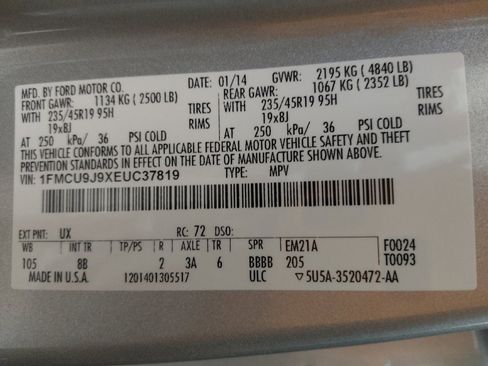 MFD. BY FORD MOTOR CO.
DATE: 01/14 GVWR: 2195 KG ( 4840 LB)
FRONT GAWR: 1134 KG ( 2500 LB) REAR GAWR: 1067 KG ( 2352 LB)
WITH 235/45R19 95H TIRES WITH 235/45R19 95H TIRES
19x8J RIMS 19x8J RIMS
AT 250 kPa/ 36 PSI COLD AT 250 kPa/ 36 PSI COLD
THIS VEHICLE CONFORMS TO ALL APPLICABLE FEDERAL MOTOR VEHICLE SAFETY AND THEFT
PREVENTION STANDARDS IN EFFECT ON THE DATE OF MANUFACTURE SHOWN ABOVE.
VIN: 1FMCU9J9XEUC37819 TYPE: MPV
EXT PNT: UX RC: 72 DSO:
WB INT TR TP/PS R AXLE TR SPR EM21A F0024
105 8B 2 3A 6 BBBB 205 T0093
MADE IN U.S.A. 1201401305517 ULC ▽5U5A-3520472-AA